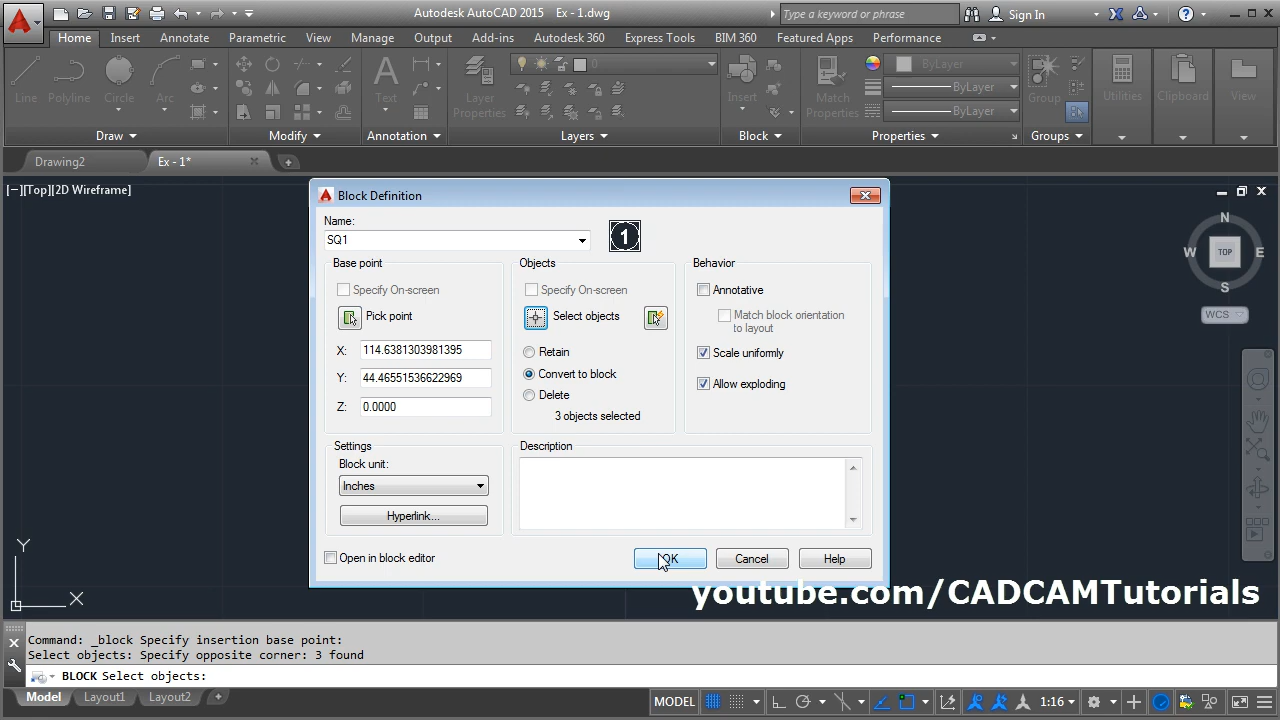 Autodesk AutoCAD 2015 Ex - 1.dwg
Type a keyword or phrase
Sign In
Home Insert Annotate Parametric View Manage Output Add-ins Autodesk 360 Express Tools BIM 360 Featured Apps Performance
0
ByLayer
ByLayer
ByLayer
Line Polyline Circle Arc Text Layer Properties Insert Match Properties Group Utilities Clipboard View
Draw Modify Annotation Layers Block Properties Groups
Drawing2 Ex - 1*
[−][Top][2D Wireframe]
N
W TOP E
S
WCS
Block Definition
Name:
SQ1
1
Base point
Specify On-screen
Pick point
X: 114.6381303981395
Y: 44.46551536622969
Z: 0.0000
Objects
Specify On-screen
Select objects
Retain
Convert to block
Delete
3 objects selected
Behavior
Annotative
Match block orientation
to layout
Scale uniformly
Allow exploding
Settings
Block unit:
Inches
Hyperlink...
Description
Open in block editor
OK Cancel Help
Y
X
youtube.com/CADCAMTutorials
Command: _block Specify insertion base point:
Select objects: Specify opposite corner: 3 found
BLOCK Select objects:
Model Layout1 Layout2 +
MODEL 1:16